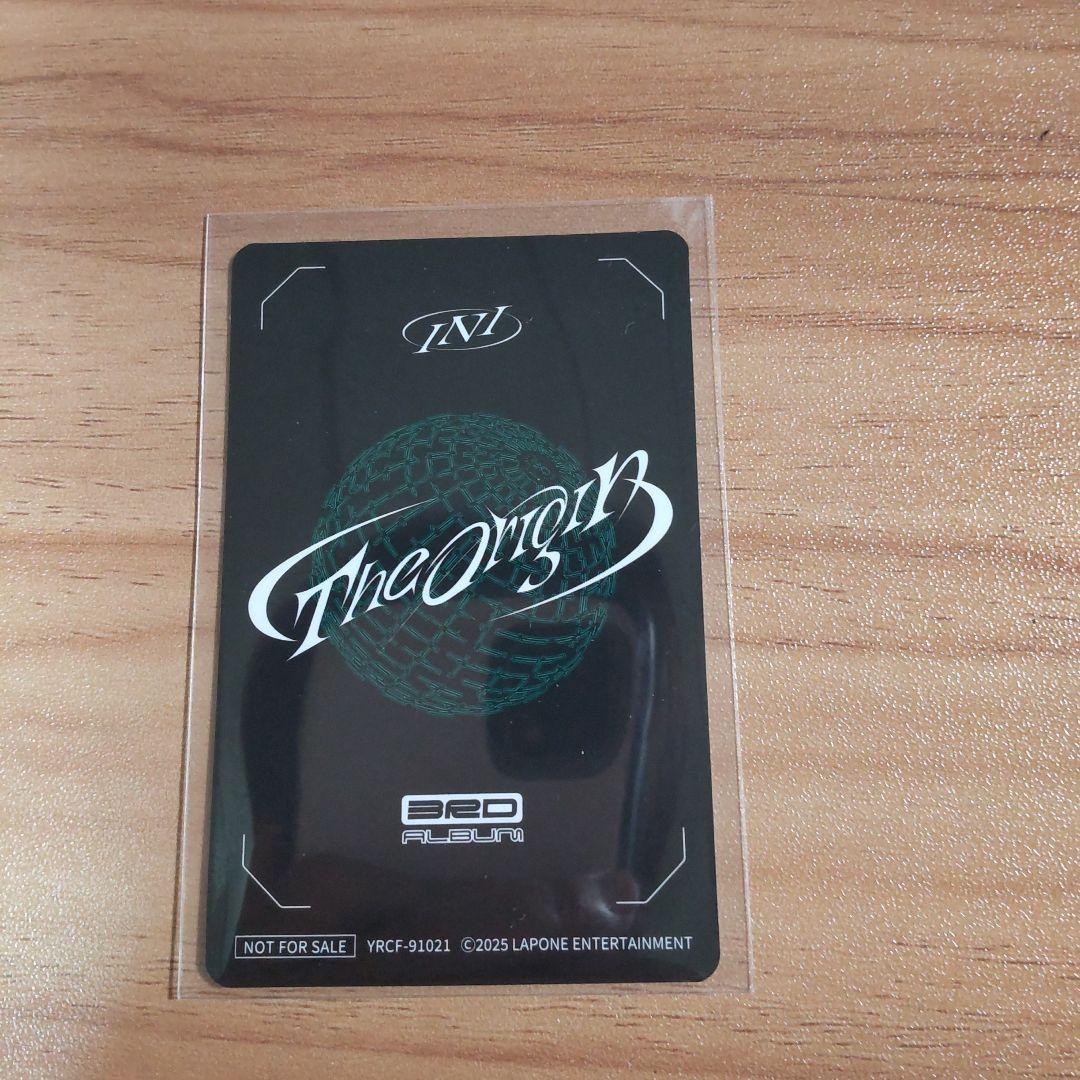 INI
The Origin
3RD
ALBUM
NOT FOR SALE YRCF-91021 ©2025 LAPONE ENTERTAINMENT